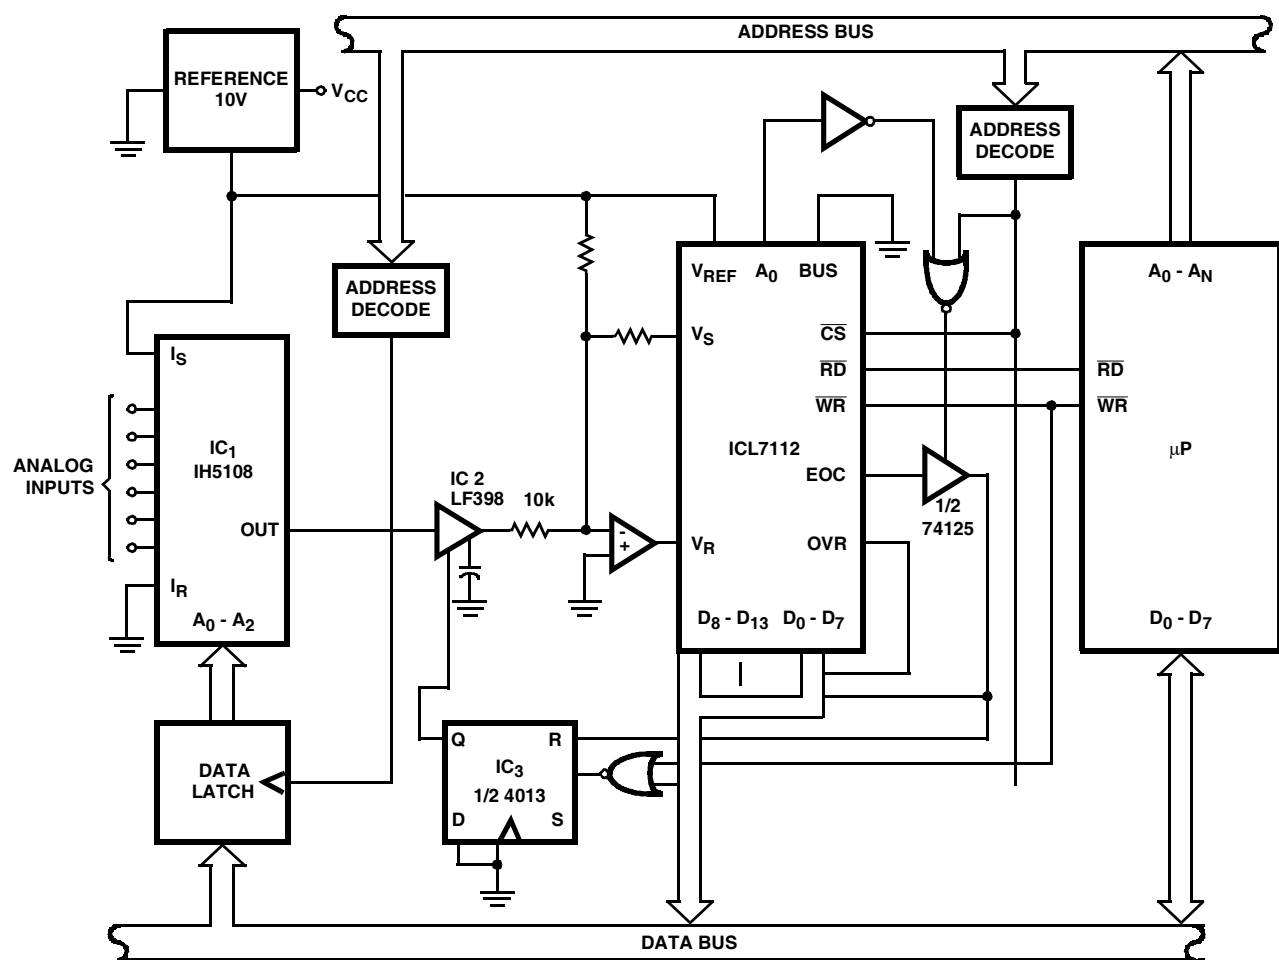 ADDRESS BUS
REFERENCE
10V
VCC
ADDRESS
DECODE
ADDRESS
DECODE
VREF A0 BUS
A0 - AN
IS
VS
CS
RD
RD
WR
WR
ANALOG
INPUTS
IC1
IH5108
ICL7112
μP
IC 2
LF398
10k
EOC
1/2
74125
OUT
-
+
VR
OVR
IR
A0 - A2
D8 - D13 D0 - D7
D0 - D7
Q R
DATA
LATCH
IC3
1/2 4013
D S
DATA BUS